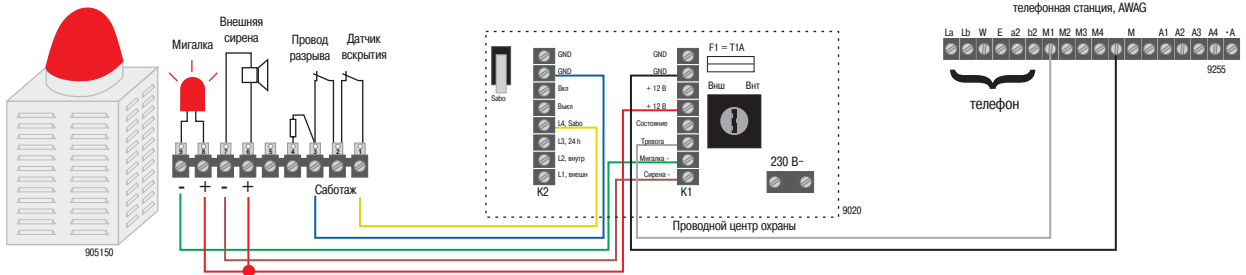 телефонная станция, AWAG
La Lb W E a2 b2 M1 M2 M3 M4 M A1 A2 A3 A4 -A
9255
телефон
Внешняя
сирена
Мигалка
Провод
разрыва
Датчик
вскрытия
9 8 7 6 5 4 3 2 1
- + - +
Саботаж
905150
Sabo
GND
GND
Вкл
Выкл
L4, Sabo
L3, 24 h
L2, внутр
L1, внешн
K2
GND
GND
+ 12 В
+ 12 В
Состояние
Тревога
Мигалка -
Сирена -
K1
F1 = T1A
Внш Внт
230 В~
9020
Проводной центр охраны